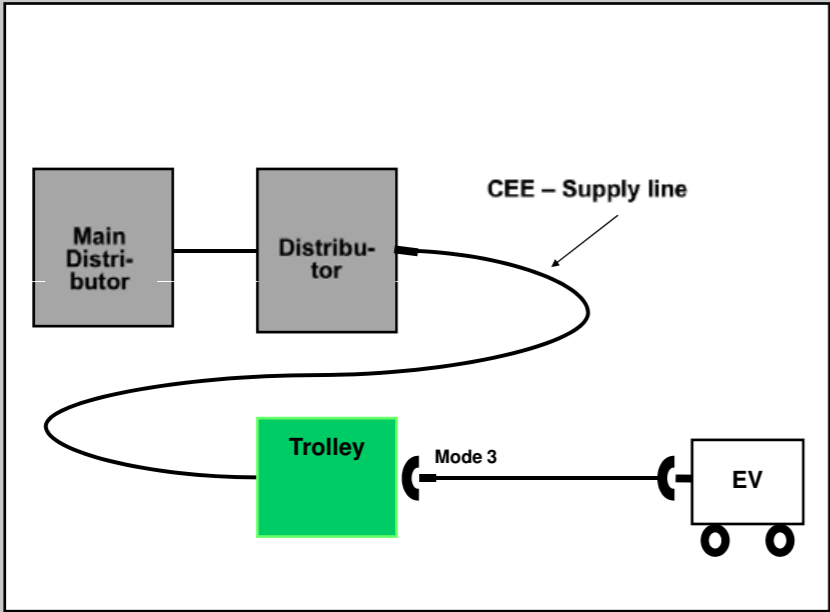 Main
Distri-
butor
Distribu-
tor
CEE – Supply line
Trolley
Mode 3
EV